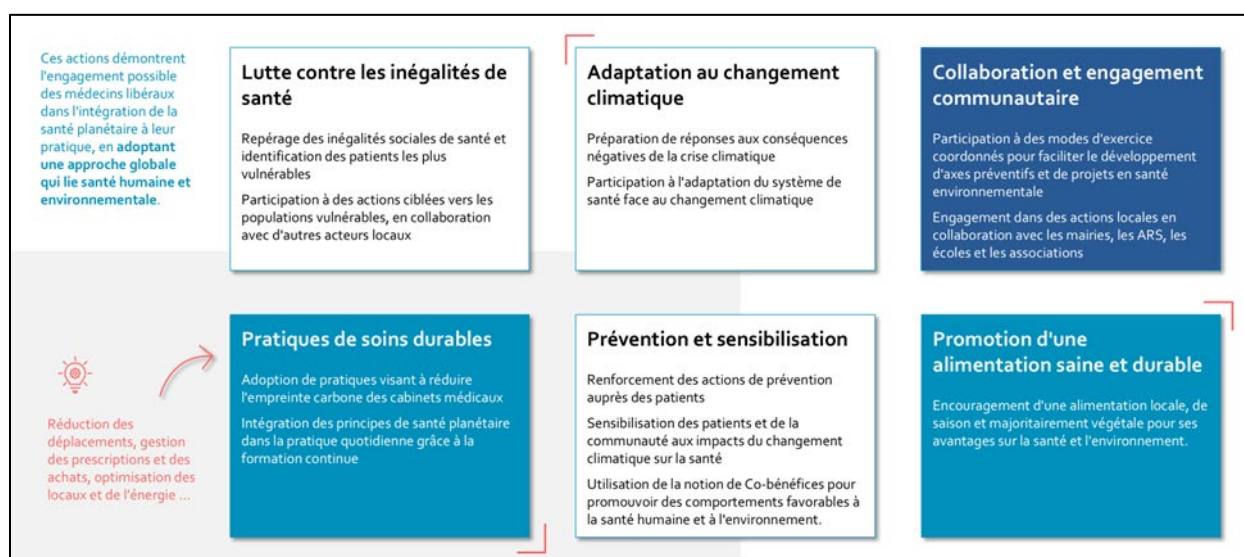 Ces actions démontrent
l'engagement possible
des médecins libéraux
dans l'intégration de la
santé planétaire à leur
pratique, en adoptant
une approche globale
qui lie santé humaine et
environnementale.
Lutte contre les inégalités de
santé
Repérage des inégalités sociales de santé et
identification des patients les plus
vulnérables
Participation à des actions ciblées vers les
populations vulnérables, en collaboration
avec d'autres acteurs locaux
Adaptation au changement
climatique
Préparation de réponses aux conséquences
négatives de la crise climatique
Participation à l'adaptation du système de
santé face au changement climatique
Collaboration et engagement
communautaire
Participation à des modes d'exercice
coordonnés pour faciliter le développement
d'axes préventifs et de projets en santé
environnementale
Engagement dans des actions locales en
collaboration avec les mairies, les ARS, les
écoles et les associations
Réduction des
déplacements, gestion
des prescriptions et des
achats, optimisation des
locaux et de l'énergie ...
Pratiques de soins durables
Adoption de pratiques visant à réduire
l'empreinte carbone des cabinets médicaux
Intégration des principes de santé planétaire
dans la pratique quotidienne grâce à la
formation continue
Prévention et sensibilisation
Renforcement des actions de prévention
auprès des patients
Sensibilisation des patients et de la
communauté aux impacts du changement
climatique sur la santé
Utilisation de la notion de Co-bénéfices pour
promouvoir des comportements favorables à
la santé humaine et à l'environnement.
Promotion d'une
alimentation saine et durable
Encouragement d'une alimentation locale, de
saison et majoritairement végétale pour ses
avantages sur la santé et l'environnement.